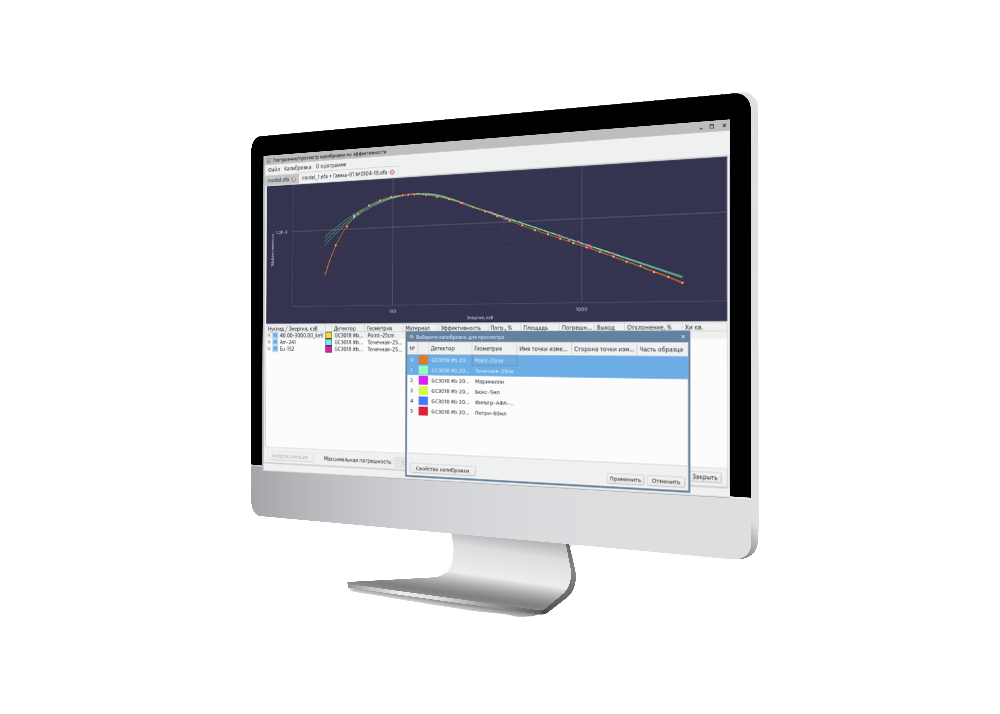 Построение/просмотр калибровки по эффективности
Файл Калибровка О программе
model.efa model_1.efa + Гамма-1П №0104-19.efa
1.0E-3
Эффективность
100 1000
Энергия, кэВ
Нуклид / Энергия, кэВ Детектор Геометрия Материал Эффективность Погр., % Площадь Погрешн... Выход Отклонение, % Хи кв.
40.00-3000.00_keV GC3018 #b... Point-25cm
Am-241 GC3018 #b... Точечная-25...
Eu-152 GC3018 #b... Точечная-25...
Выберите калибровки для просмотра
№ Детектор Геометрия Имя точки изме... Сторона точки изм... Часть образца
0 GC3018 #b 20... Point-25cm
1 GC3018 #b 20... Точечная-25см
2 GC3018 #b 20... Маринелли
3 GC3018 #b 20... Бюкс-5мл
4 GC3018 #b 20... Фильтр-АФА-...
5 GC3018 #b 20... Петри-60мл
Аппроксимация Максимальная погрешность: 1.
Свойства калибровки Применить Отменить Закрыть